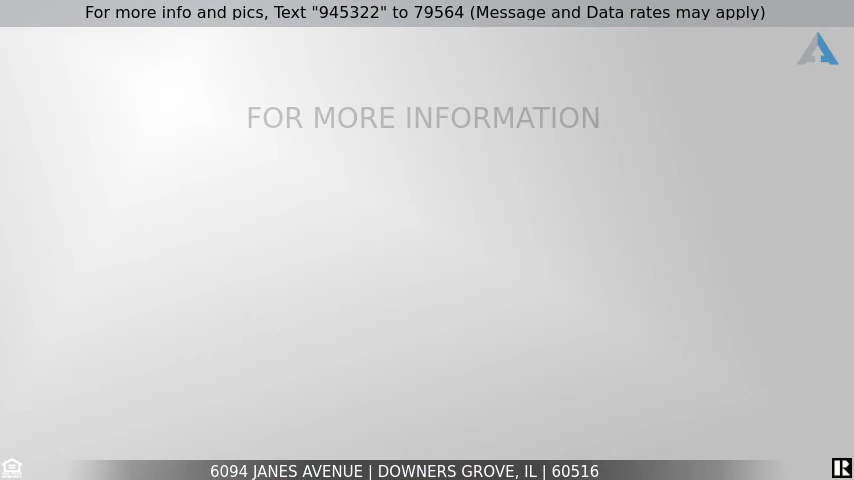 For more info and pics, Text "945322" to 79564 (Message and Data rates may apply)
FOR MORE INFORMATION
6094 JANES AVENUE | DOWNERS GROVE, IL | 60516